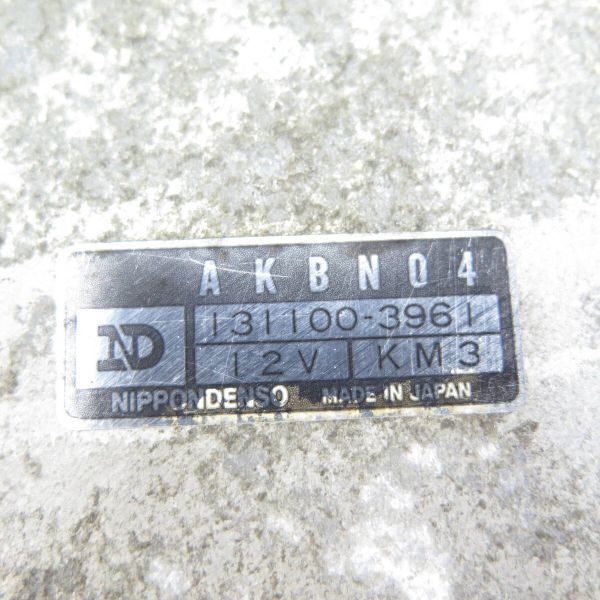 AKBN04
131100-3961
ND 12V KM3
NIPPONDENSO MADE IN JAPAN